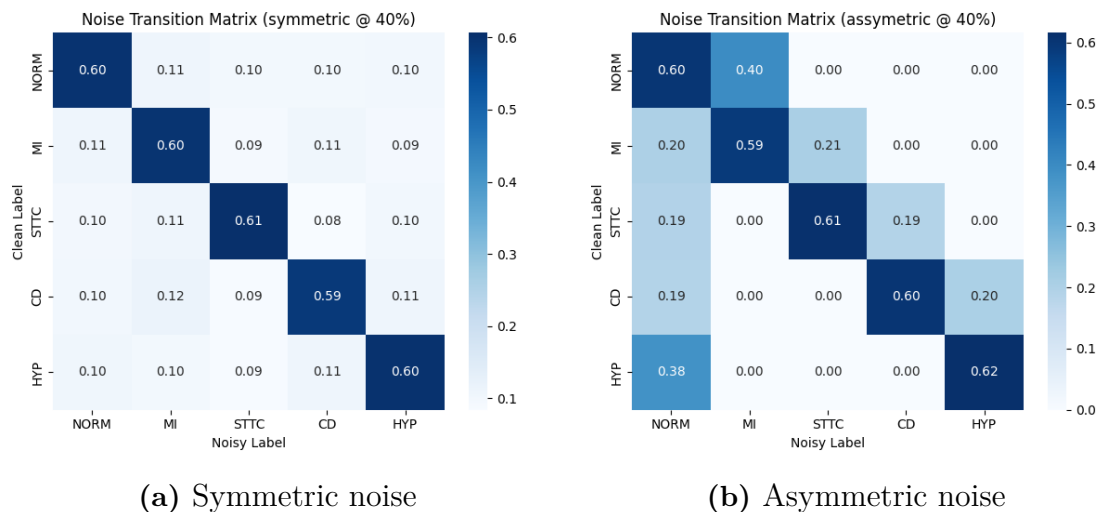 Noise Transition Matrix (symmetric @ 40%)
NORM 0.60 0.11 0.10 0.10 0.10
MI 0.11 0.60 0.09 0.11 0.09
STTC 0.10 0.11 0.61 0.08 0.10
CD 0.10 0.12 0.09 0.59 0.11
HYP 0.10 0.10 0.09 0.11 0.60
Clean Label
NORM MI STTC CD HYP
Noisy Label
0.6
0.5
0.4
0.3
0.2
0.1
(a) Symmetric noise
Noise Transition Matrix (assymetric @ 40%)
NORM 0.60 0.40 0.00 0.00 0.00
MI 0.20 0.59 0.21 0.00 0.00
STTC 0.19 0.00 0.61 0.19 0.00
CD 0.19 0.00 0.00 0.60 0.20
HYP 0.38 0.00 0.00 0.00 0.62
Clean Label
NORM MI STTC CD HYP
Noisy Label
0.6
0.5
0.4
0.3
0.2
0.1
0.0
(b) Asymmetric noise